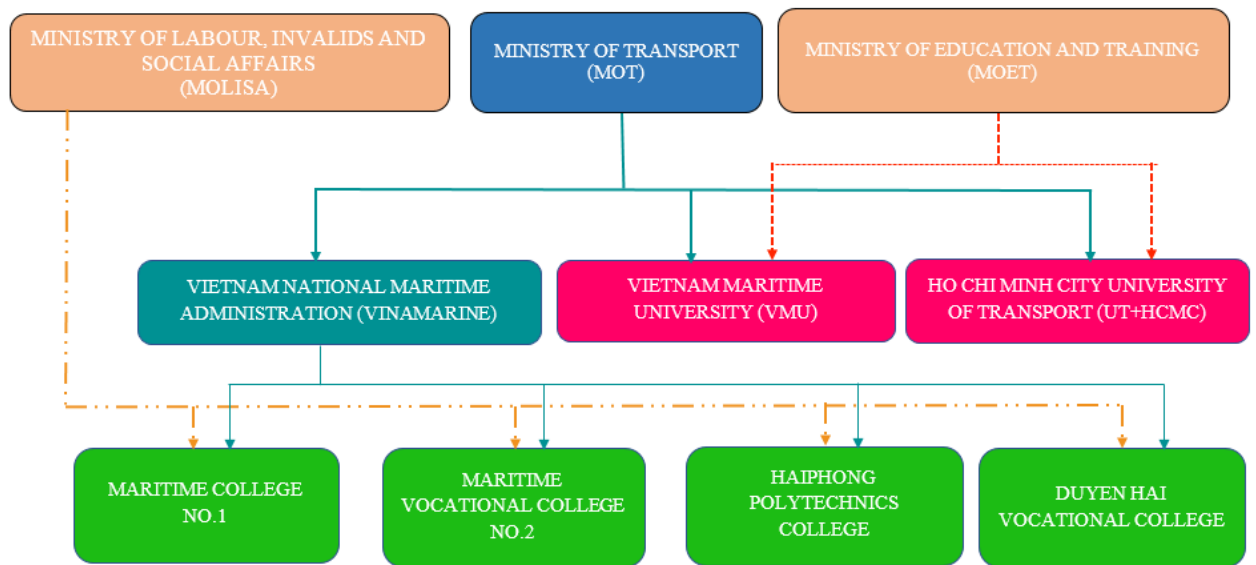 MINISTRY OF LABOUR, INVALIDS AND
SOCIAL AFFAIRS
(MOLISA)
MINISTRY OF TRANSPORT
(MOT)
MINISTRY OF EDUCATION AND TRAINING
(MOET)
VIETNAM NATIONAL MARITIME
ADMINISTRATION (VINAMARINE)
VIETNAM MARITIME
UNIVERSITY (VMU)
HO CHI MINH CITY UNIVERSITY
OF TRANSPORT (UT+HCMC)
MARITIME COLLEGE
NO.1
MARITIME
VOCATIONAL COLLEGE
NO.2
HAIPHONG
POLYTECHNICS
COLLEGE
DUYEN HAI
VOCATIONAL COLLEGE